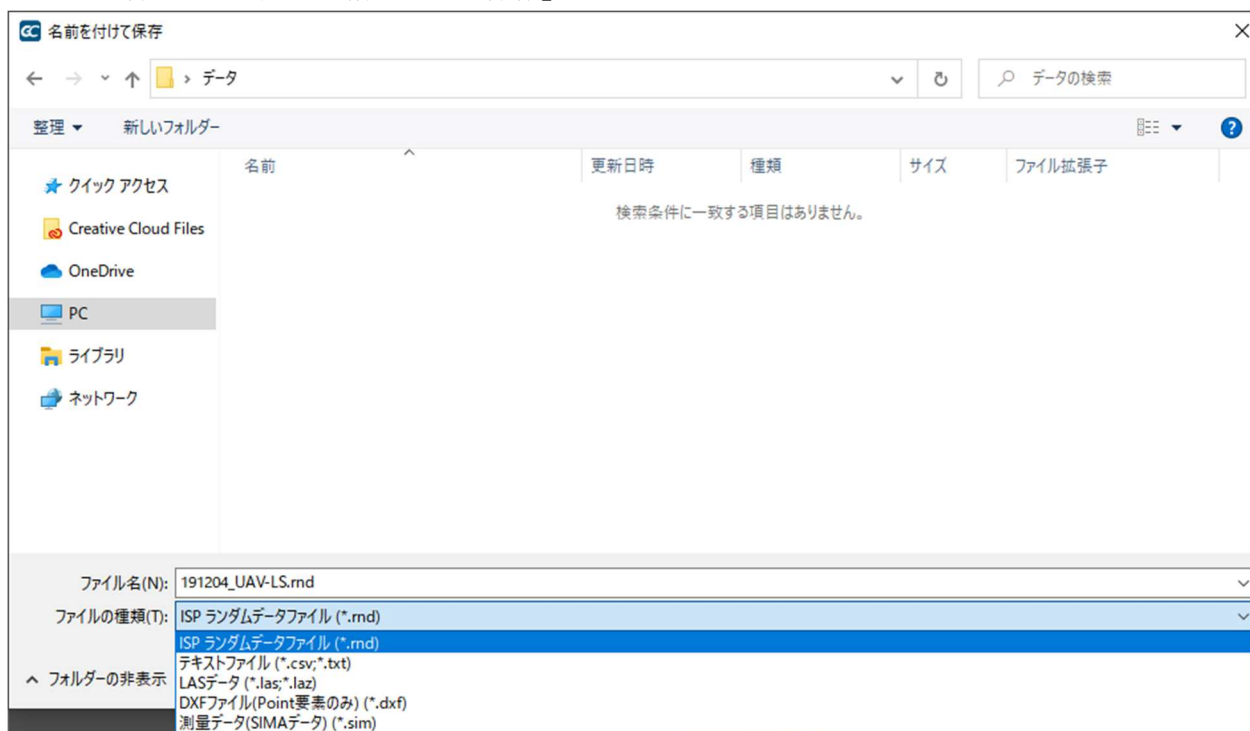 名前を付けて保存
データ
データの検索
整理 新しいフォルダー
名前 更新日時 種類 サイズ ファイル拡張子
検索条件に一致する項目はありません。
クイック アクセス
Creative Cloud Files
OneDrive
PC
ライブラリ
ネットワーク
ファイル名(N): 191204_UAV-LS.rnd
ファイルの種類(T): ISP ランダムデータファイル (*.rnd)
ISP ランダムデータファイル (*.rnd)
テキストファイル (*.csv;*.txt)
フォルダーの非表示
LASデータ (*.las;*.laz)
DXFファイル(Point要素のみ) (*.dxf)
測量データ(SIMAデータ) (*.sim)